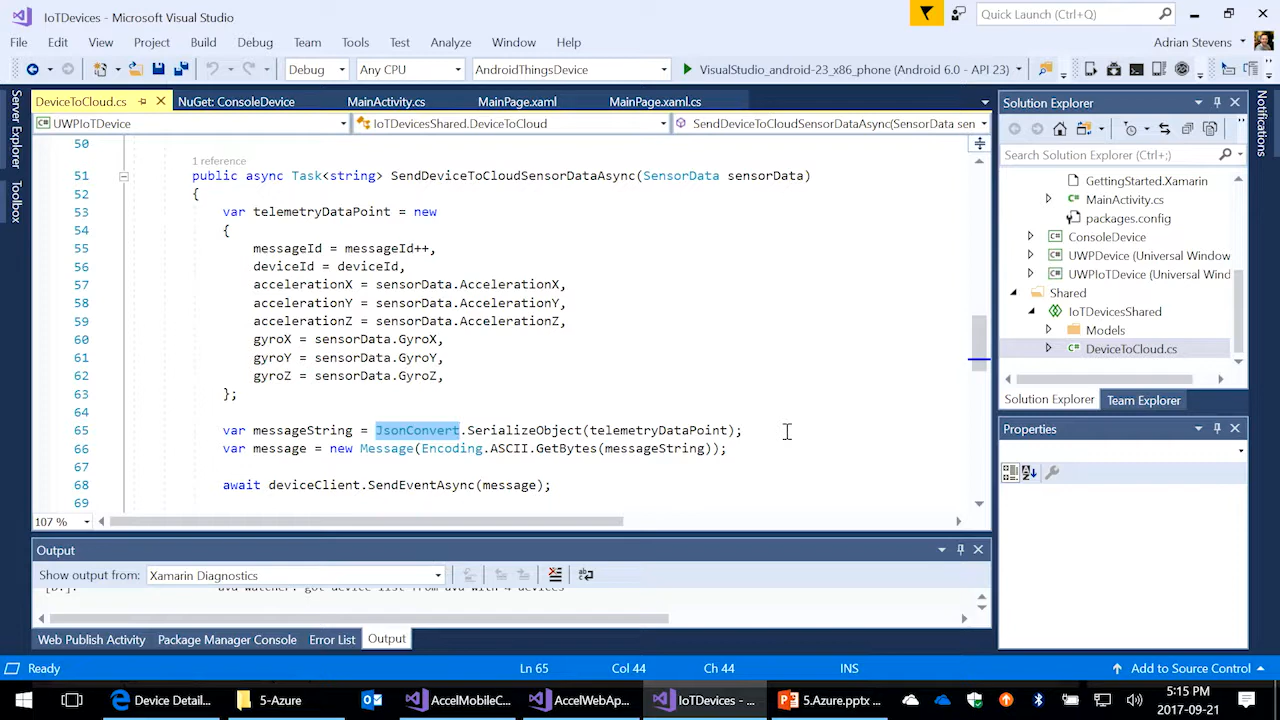 IoTDevices - Microsoft Visual Studio
Quick Launch (Ctrl+Q)
File Edit View Project Build Debug Team Tools Test Analyze Window Help
Adrian Stevens
Debug Any CPU AndroidThingsDevice VisualStudio_android-23_x86_phone (Android 6.0 - API 23)
Server Explorer
Toolbox
DeviceToCloud.cs NuGet: ConsoleDevice MainActivity.cs MainPage.xaml MainPage.xaml.cs
UWPIoTDevice IoTDevicesShared.DeviceToCloud SendDeviceToCloudSensorDataAsync(SensorData sen
50
1 reference
51 public async Task<string> SendDeviceToCloudSensorDataAsync(SensorData sensorData)
52 {
53 var telemetryDataPoint = new
54 {
55 messageId = messageId++,
56 deviceId = deviceId,
57 accelerationX = sensorData.AccelerationX,
58 accelerationY = sensorData.AccelerationY,
59 accelerationZ = sensorData.AccelerationZ,
60 gyroX = sensorData.GyroX,
61 gyroY = sensorData.GyroY,
62 gyroZ = sensorData.GyroZ,
63 };
64
65 var messageString = JsonConvert.SerializeObject(telemetryDataPoint);
66 var message = new Message(Encoding.ASCII.GetBytes(messageString));
67
68 await deviceClient.SendEventAsync(message);
69
107 %
Solution Explorer
Search Solution Explorer (Ctrl+;)
GettingStarted.Xamarin
MainActivity.cs
packages.config
ConsoleDevice
UWPDevice (Universal Window
UWPIoTDevice (Universal Wind
Shared
IoTDevicesShared
Models
DeviceToCloud.cs
Solution Explorer Team Explorer
Properties
Notifications
Output
Show output from: Xamarin Diagnostics
Web Publish Activity Package Manager Console Error List Output
Ready Ln 65 Col 44 Ch 44 INS Add to Source Control
Device Detail... 5-Azure AccelMobileC... AccelWebApp... IoTDevices - ... 5.Azure.pptx ...
5:15 PM
2017-09-21